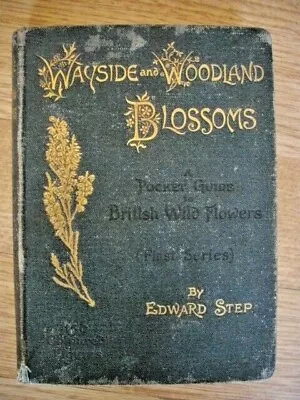 WAYSIDE and WOODLAND
BLOSSOMS
A
POCKET GUIDE
to
BRITISH WILD FLOWERS
(FIRST SERIES)
BY
EDWARD STEP